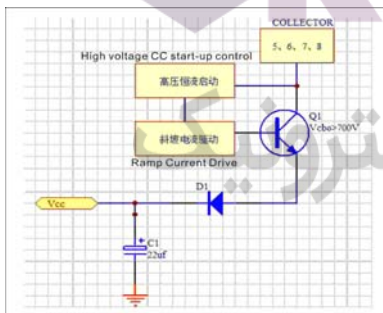 COLLECTOR
5、6、7、8
High voltage CC start-up control
高压恒流启动
Q1
Vcbo>700V
斜坡电流驱动
Ramp Current Drive
D1
Vcc
C1
22uf